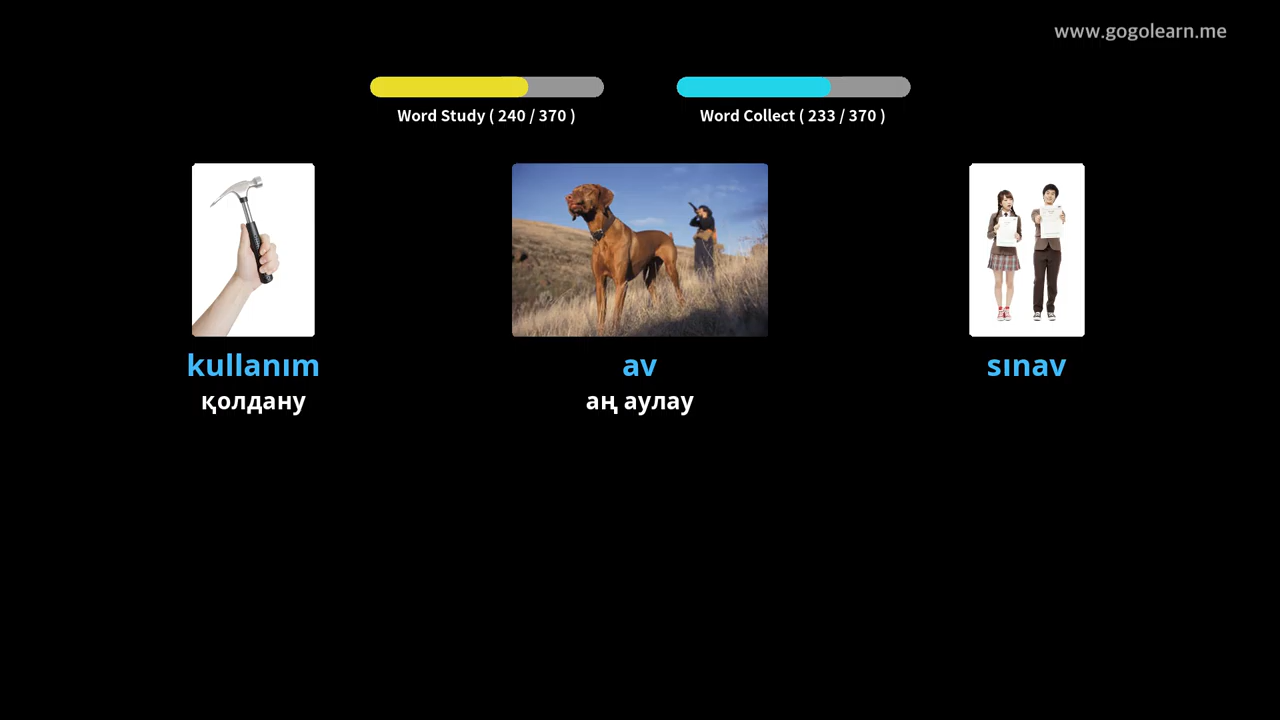 www.gogolearn.me
Word Study ( 240 / 370 )
Word Collect ( 233 / 370 )
kullanım
қолдану
av
аң аулау
sınav